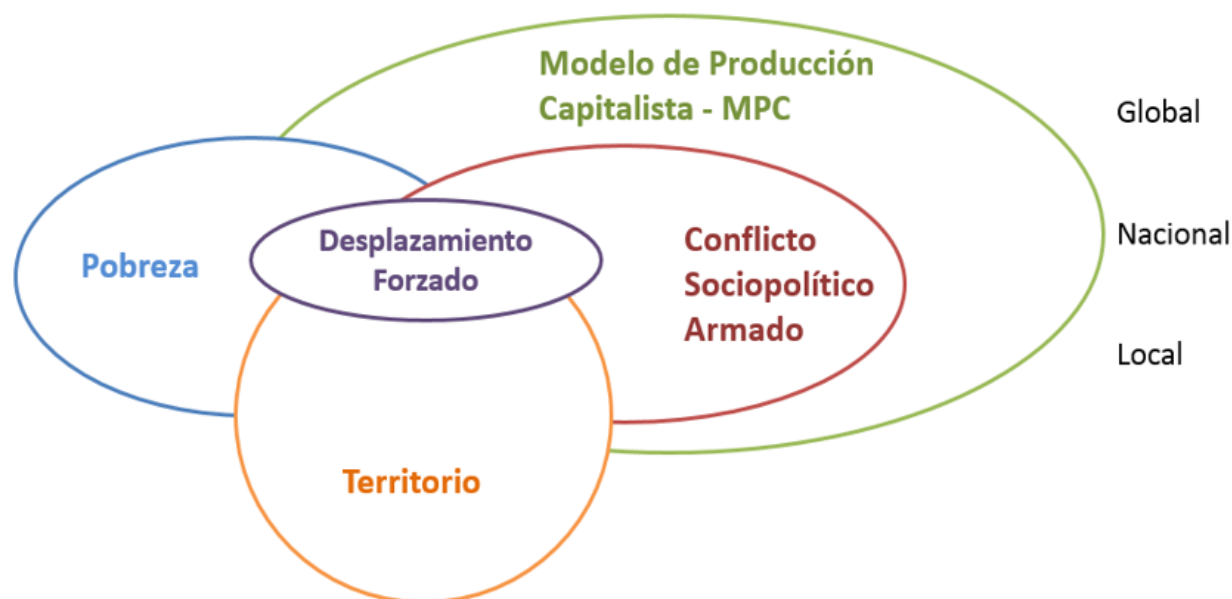 Modelo de Producción
Capitalista - MPC
Global
Desplazamiento
Forzado
Pobreza
Conflicto
Sociopolítico
Armado
Nacional
Local
Territorio